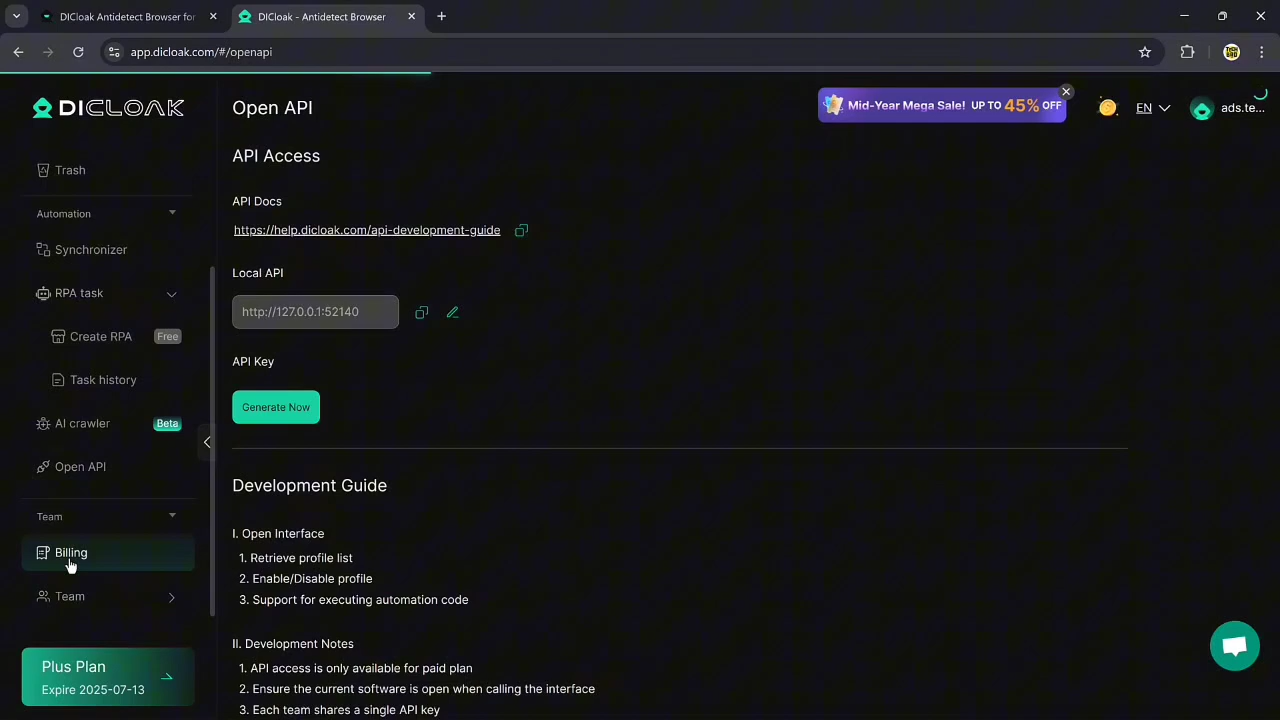 DICloak Antidetect Browser for
DICloak - Antidetect Browser
app.dicloak.com/#/openapi
DICLOAK
Open API
Mid-Year Mega Sale! UP TO 45% OFF
EN
ads.te...
Trash
Automation
Synchronizer
RPA task
Create RPA
Free
Task history
AI crawler
Beta
Open API
Team
Billing
Team
Plus Plan
Expire 2025-07-13
API Access
API Docs
https://help.dicloak.com/api-development-guide
Local API
http://127.0.0.1:52140
API Key
Generate Now
Development Guide
I. Open Interface
1. Retrieve profile list
2. Enable/Disable profile
3. Support for executing automation code
II. Development Notes
1. API access is only available for paid plan
2. Ensure the current software is open when calling the interface
3. Each team shares a single API key